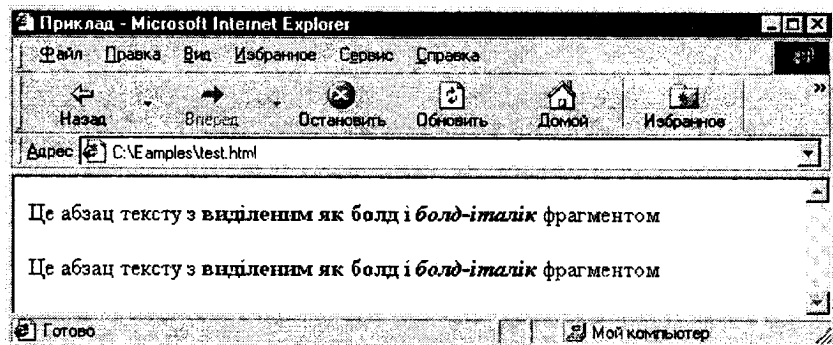 Приклад - Microsoft Internet Explorer
Файл Правка Вид Избранное Сервис Справка
Назад Вперед Остановить Обновить Домой Избранное »
Адрес C:\Eamples\test.html
Це абзац тексту з виділеним як болд і болд-італік фрагментом
Це абзац тексту з виділеним як болд і болд-італік фрагментом
Готово Мой компьютер